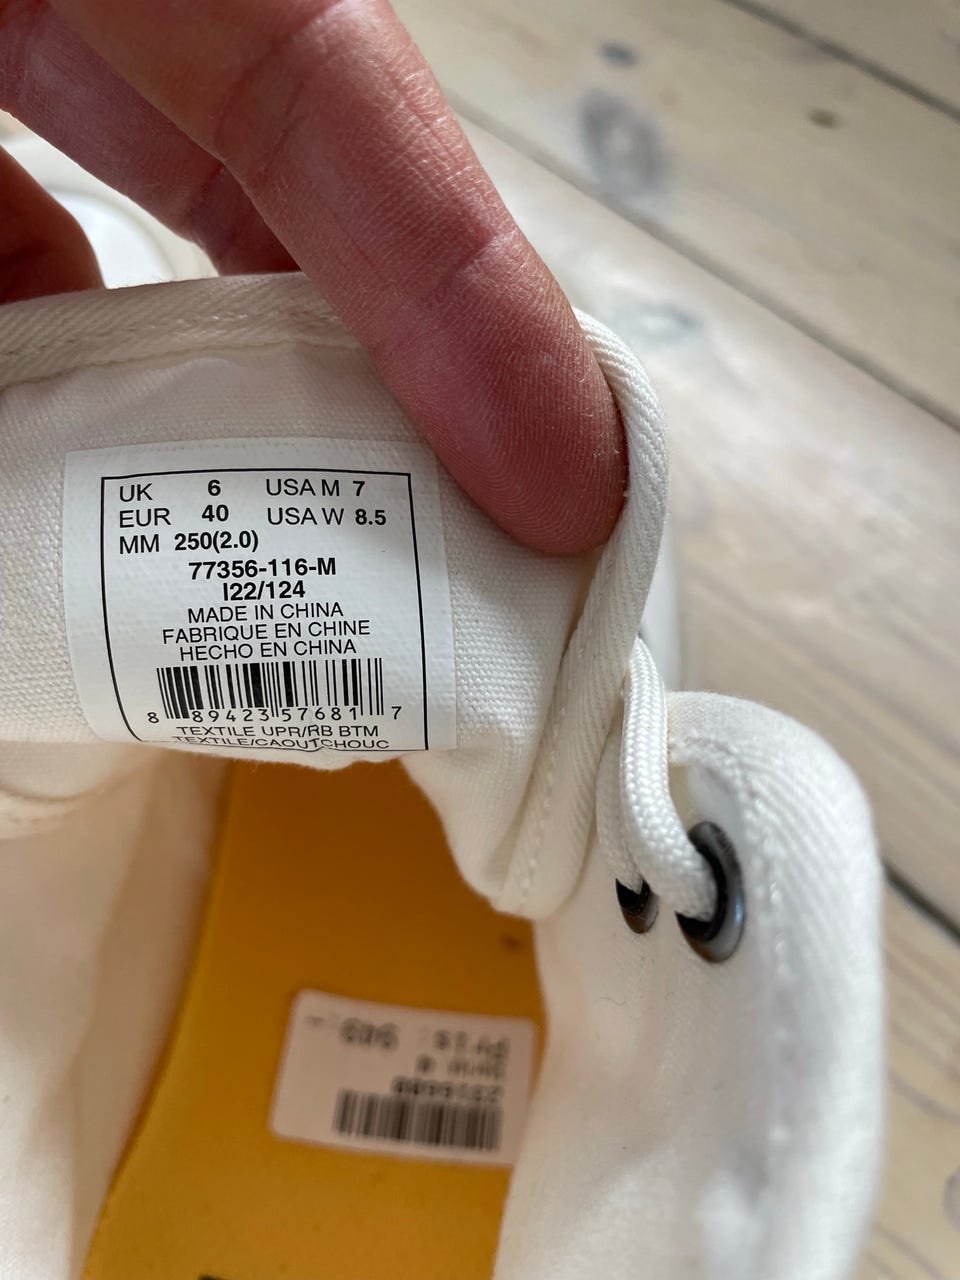 UK 6 USA M 7
EUR 40 USA W 8.5
MM 250(2.0)
77356-116-M
I22/124
MADE IN CHINA
FABRIQUE EN CHINE
HECHO EN CHINA
8 89423 57681 7
TEXTILE UPR/RB BTM
TEXTILE/CAOUTCHOUC
Pris: